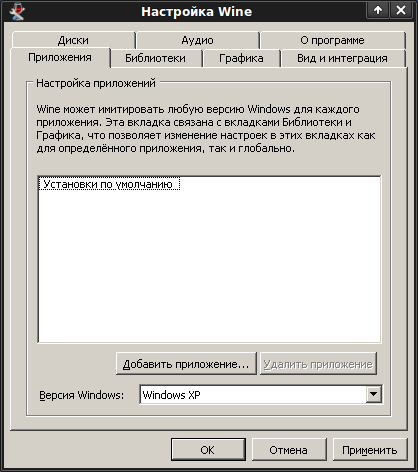 Настройка Wine
Диски
Аудио
О программе
Приложения
Библиотеки
Графика
Вид и интеграция
Настройка приложений
Wine может имитировать любую версию Windows для каждого
приложения. Эта вкладка связана с вкладками Библиотеки и
Графика, что позволяет изменение настроек в этих вкладках как
для определённого приложения, так и глобально.
Установки по умолчанию
Добавить приложение...
Удалить приложение
Версия Windows:
Windows XP
OK
Отмена
Применить